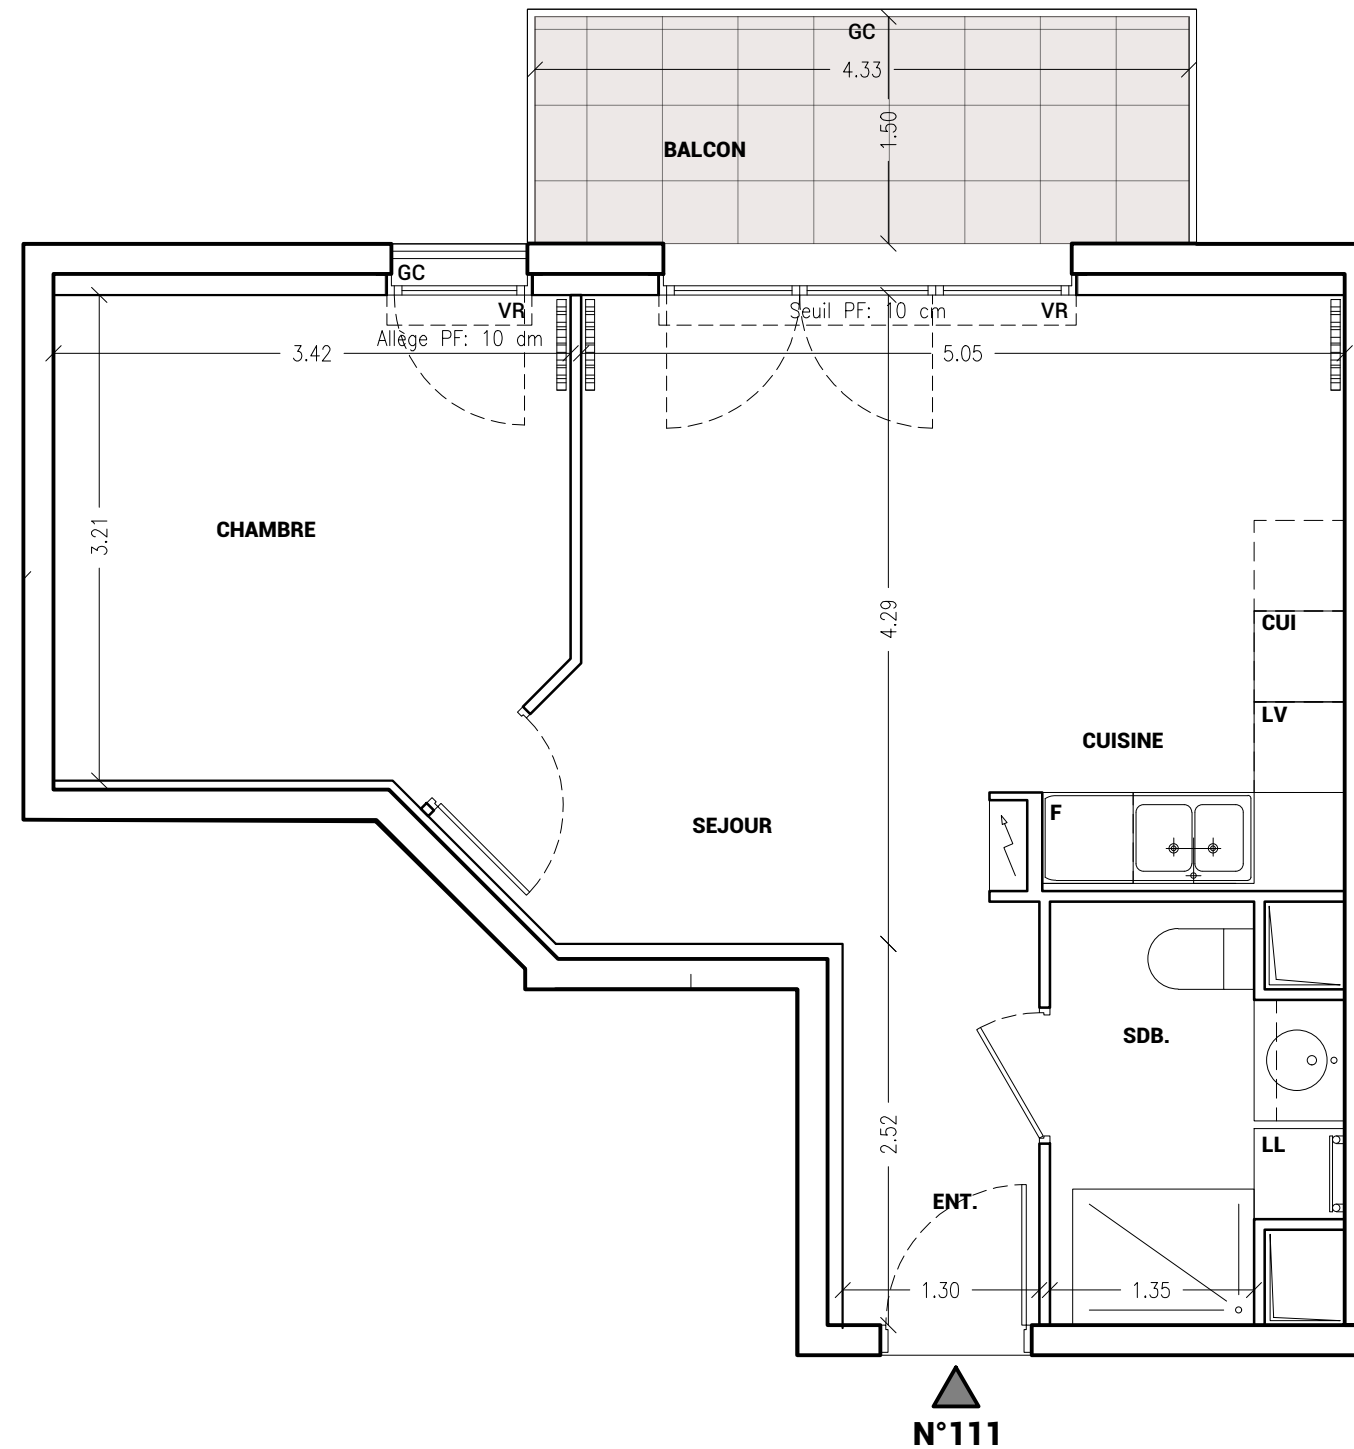 GC
4.33
1.50
BALCON
GC
VR
Allège PF: 10 dm
Seuil PF: 10 cm
VR
3.42
5.05
3.21
CHAMBRE
4.29
CUI
LV
CUISINE
SEJOUR
F
SDB.
2.52
LL
ENT.
1.30
1.35
N°111